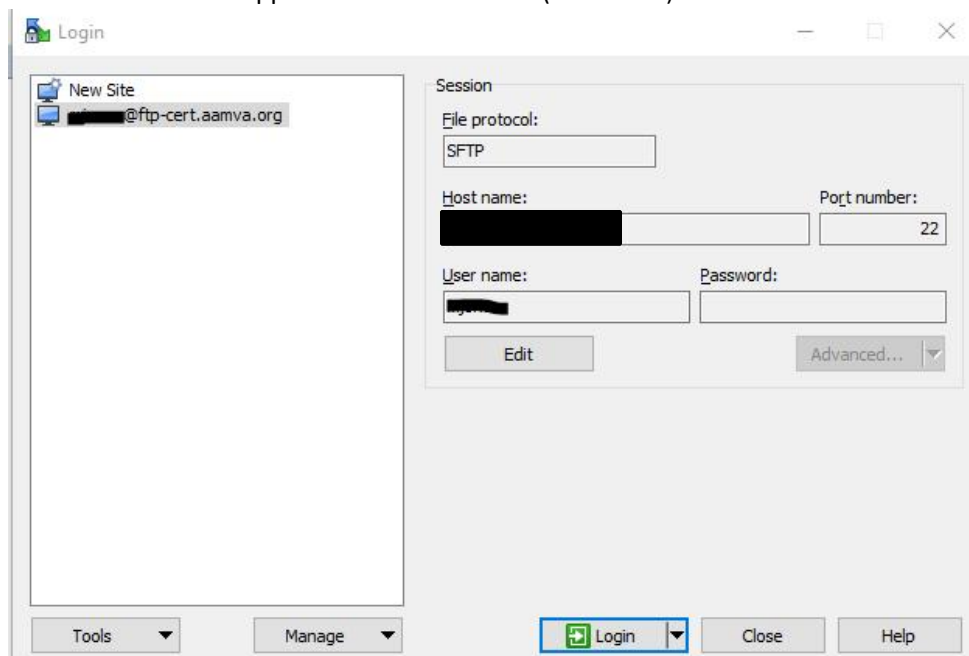 Login
New Site
@ftp-cert.aamva.org
Session
File protocol:
SFTP
Host name:
Port number:
22
User name:
Password:
Edit
Advanced...
Tools
Manage
Login
Close
Help